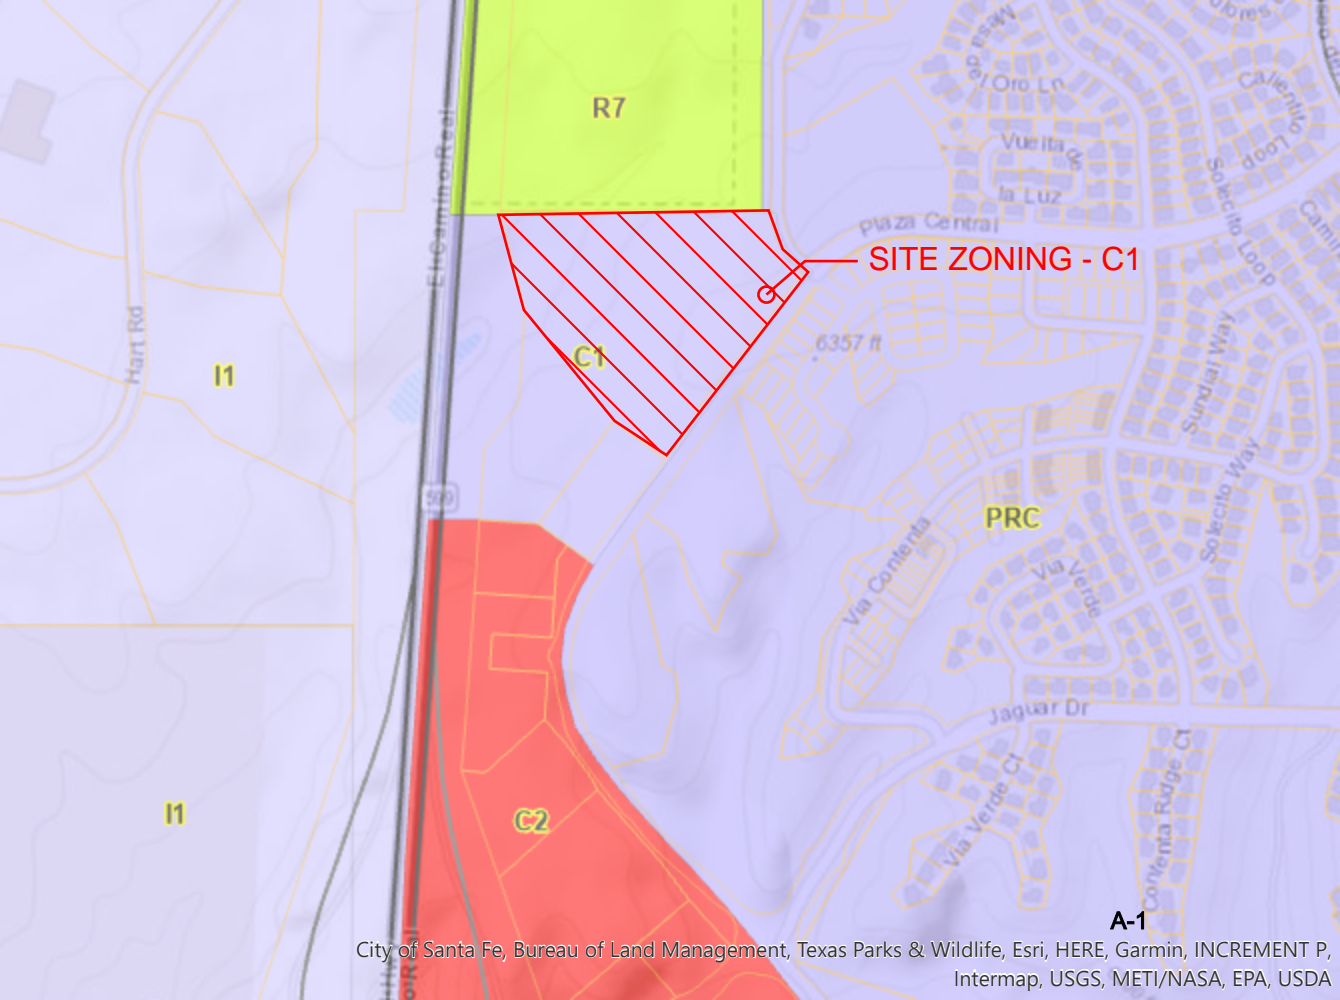 Mesa del Oro Ln
Calientito Loop
R7
El Camino Real
Vuelta de
la Luz
Solecito Loop
Plaza Central
SITE ZONING - C1
Hart Rd
6357 ft
C1
I1
Sundial Way
599
PRC
Solecito Way
Via Contenta
Via Verde
Jaguar Dr
Via Verde Ct
Contenta Ridge Ct
I1
C2
A-1
City of Santa Fe, Bureau of Land Management, Texas Parks & Wildlife, Esri, HERE, Garmin, INCREMENT P,
Intermap, USGS, METI/NASA, EPA, USDA